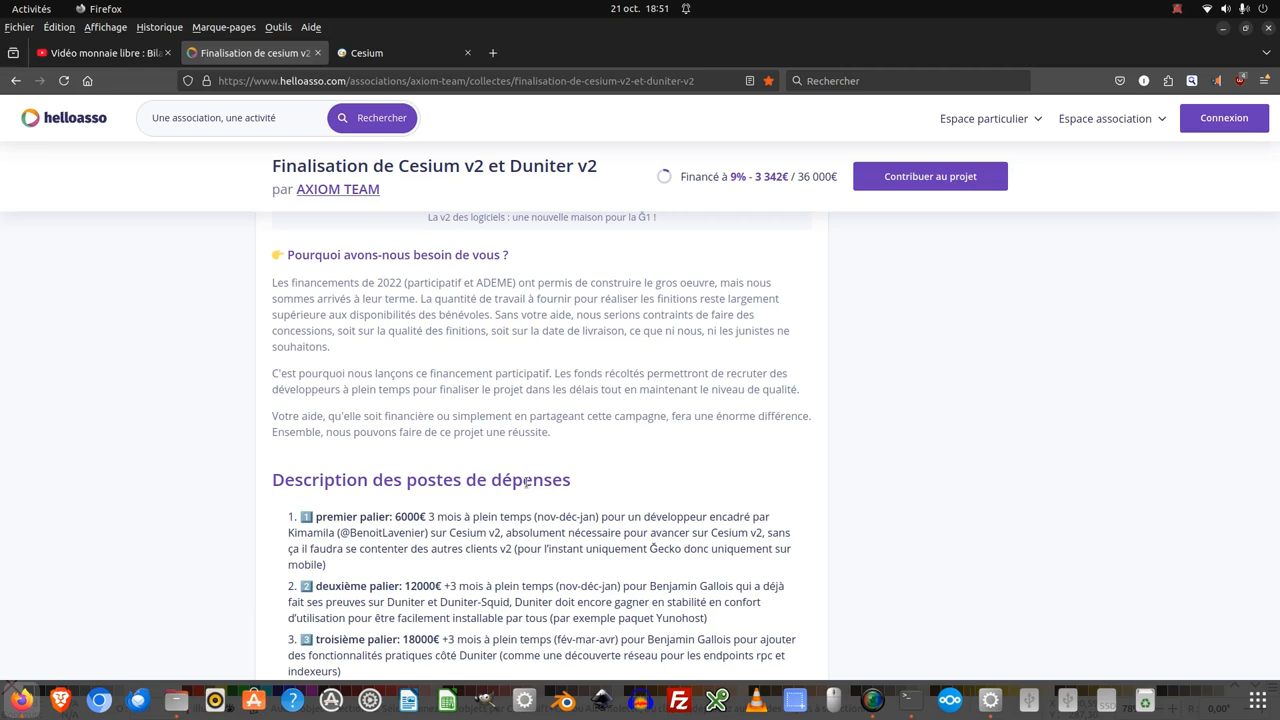 Activités
Firefox
21 oct. 18:51
Fichier Édition Affichage Historique Marque-pages Outils Aide
Vidéo monnaie libre : Bila
Finalisation de cesium v2
Cesium
https://www.helloasso.com/associations/axiom-team/collectes/finalisation-de-cesium-v2-et-duniter-v2
Rechercher
helloasso
Une association, une activité
Rechercher
Espace particulier
Espace association
Connexion
Finalisation de Cesium v2 et Duniter v2
par AXIOM TEAM
Financé à 9% - 3 342€ / 36 000€
Contribuer au projet
La v2 des logiciels : une nouvelle maison pour la Ğ1 !
👉 Pourquoi avons-nous besoin de vous ?
Les financements de 2022 (participatif et ADEME) ont permis de construire le gros oeuvre, mais nous
sommes arrivés à leur terme. La quantité de travail à fournir pour réaliser les finitions reste largement
supérieure aux disponibilités des bénévoles. Sans votre aide, nous serions contraints de faire des
concessions, soit sur la qualité des finitions, soit sur la date de livraison, ce que ni nous, ni les junistes ne
souhaitons.
C'est pourquoi nous lançons ce financement participatif. Les fonds récoltés permettront de recruter des
développeurs à plein temps pour finaliser le projet dans les délais tout en maintenant le niveau de qualité.
Votre aide, qu'elle soit financière ou simplement en partageant cette campagne, fera une énorme différence.
Ensemble, nous pouvons faire de ce projet une réussite.
Description des postes de dépenses
1. 1️⃣ premier palier: 6000€ 3 mois à plein temps (nov-déc-jan) pour un développeur encadré par
Kimamila (@BenoitLavenier) sur Cesium v2, absolument nécessaire pour avancer sur Cesium v2, sans
ça il faudra se contenter des autres clients v2 (pour l'instant uniquement Ğecko donc uniquement sur
mobile)
2. 2️⃣ deuxième palier: 12000€ +3 mois à plein temps (nov-déc-jan) pour Benjamin Gallois qui a déjà
fait ses preuves sur Duniter et Duniter-Squid, Duniter doit encore gagner en stabilité en confort
d'utilisation pour être facilement installable par tous (par exemple paquet Yunohost)
3. 3️⃣ troisième palier: 18000€ +3 mois à plein temps (fév-mar-avr) pour Benjamin Gallois pour ajouter
des fonctionnalités pratiques côté Duniter (comme une découverte réseau pour les endpoints rpc et
indexeurs)